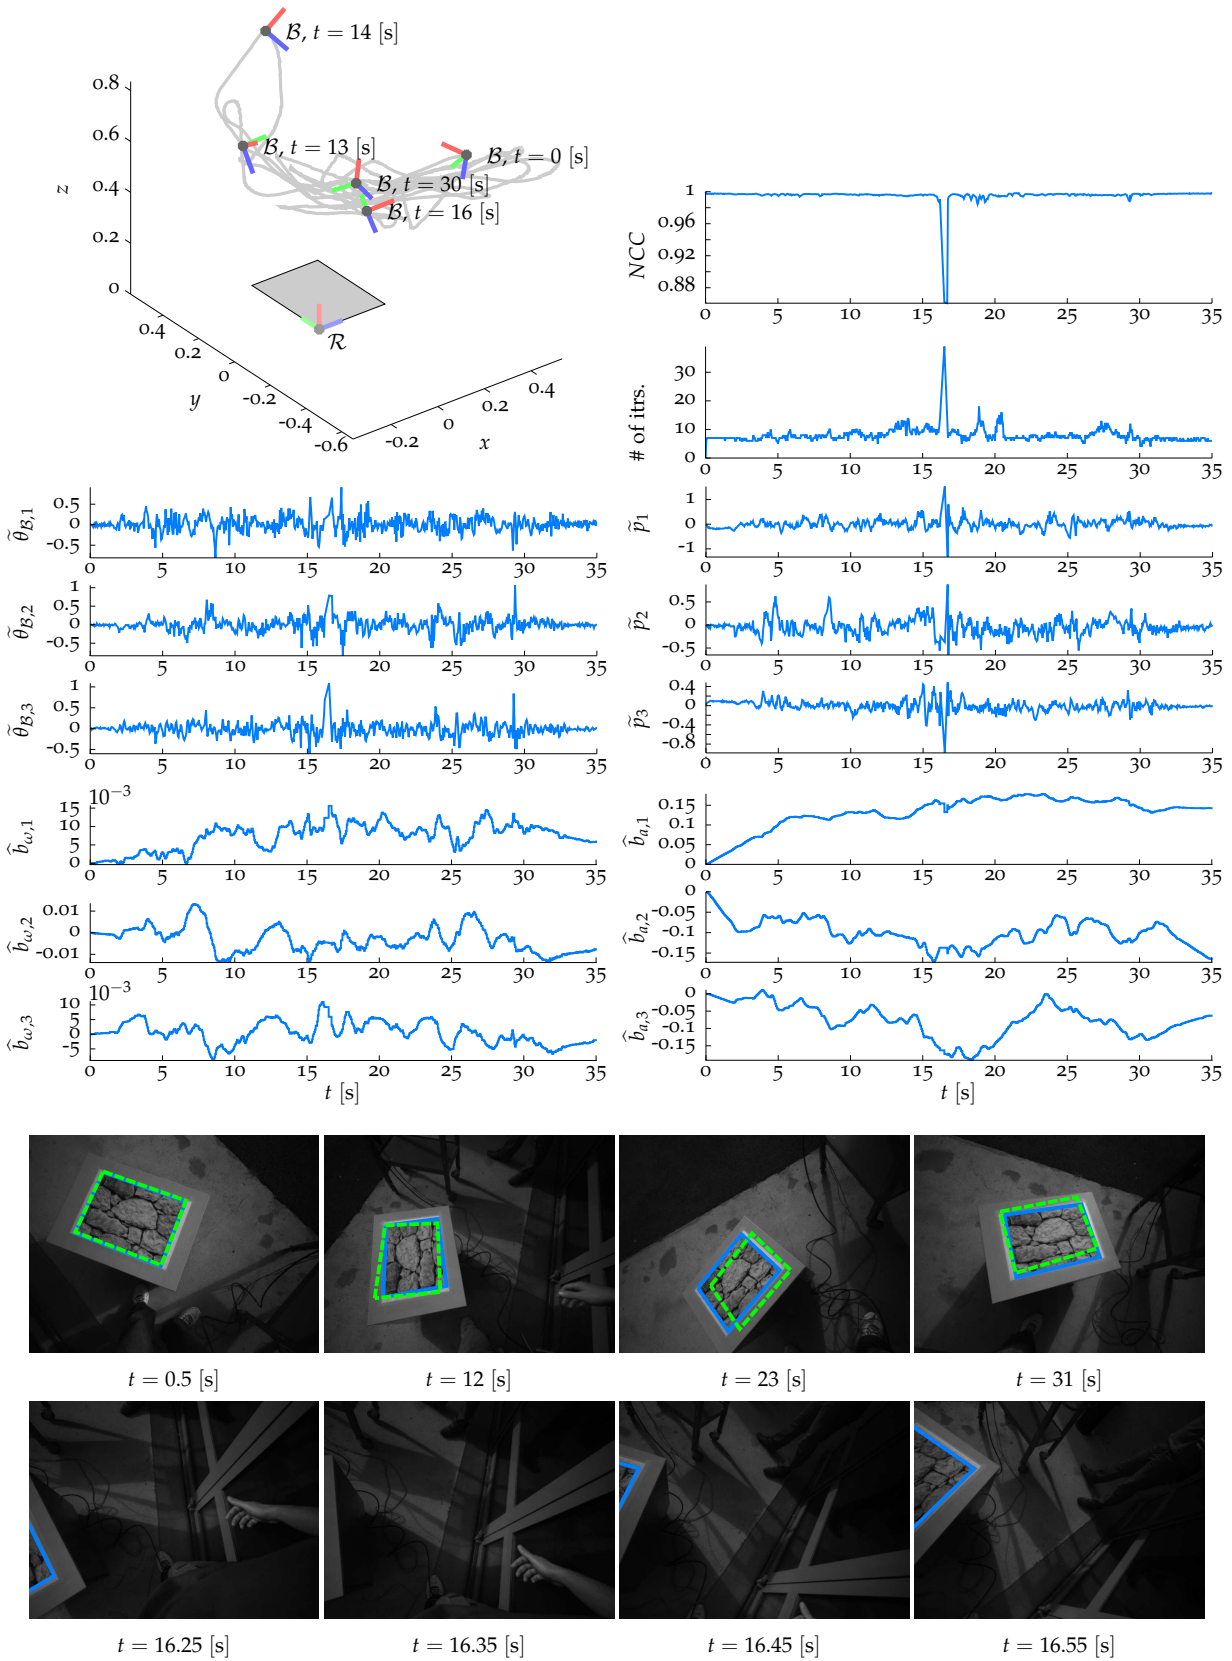 B, t = 14 [s]
0.8
0.6
0.4
0.2
0
z
B, t = 13 [s]
B, t = 0 [s]
B, t = 30 [s]
B, t = 16 [s]
R
0.4
0.2
0
-0.2
-0.4
-0.6
y
-0.2
0
0.2
0.4
x
1
0.96
0.92
0.88
NCC
0 5 10 15 20 25 30 35
30
20
10
0
# of itrs.
0 5 10 15 20 25 30 35
0.5
0
-0.5
θ̃B,1
0 5 10 15 20 25 30 35
1
0
-1
p̃1
0 5 10 15 20 25 30 35
1
0.5
0
-0.5
θ̃B,2
0 5 10 15 20 25 30 35
0.5
0
-0.5
p̃2
0 5 10 15 20 25 30 35
1
0.5
0
-0.5
θ̃B,3
0 5 10 15 20 25 30 35
0.4
0
-0.4
-0.8
p̃3
0 5 10 15 20 25 30 35
10⁻³
15
10
5
0
b̂ω,1
0 5 10 15 20 25 30 35
0.15
0.1
0.05
0
b̂a,1
0 5 10 15 20 25 30 35
0.01
0
-0.01
b̂ω,2
0 5 10 15 20 25 30 35
0
-0.05
-0.1
-0.15
b̂a,2
0 5 10 15 20 25 30 35
10⁻³
10
5
0
-5
b̂ω,3
0 5 10 15 20 25 30 35
t [s]
0
-0.05
-0.1
-0.15
b̂a,3
0 5 10 15 20 25 30 35
t [s]
t = 0.5 [s]
t = 12 [s]
t = 23 [s]
t = 31 [s]
t = 16.25 [s]
t = 16.35 [s]
t = 16.45 [s]
t = 16.55 [s]